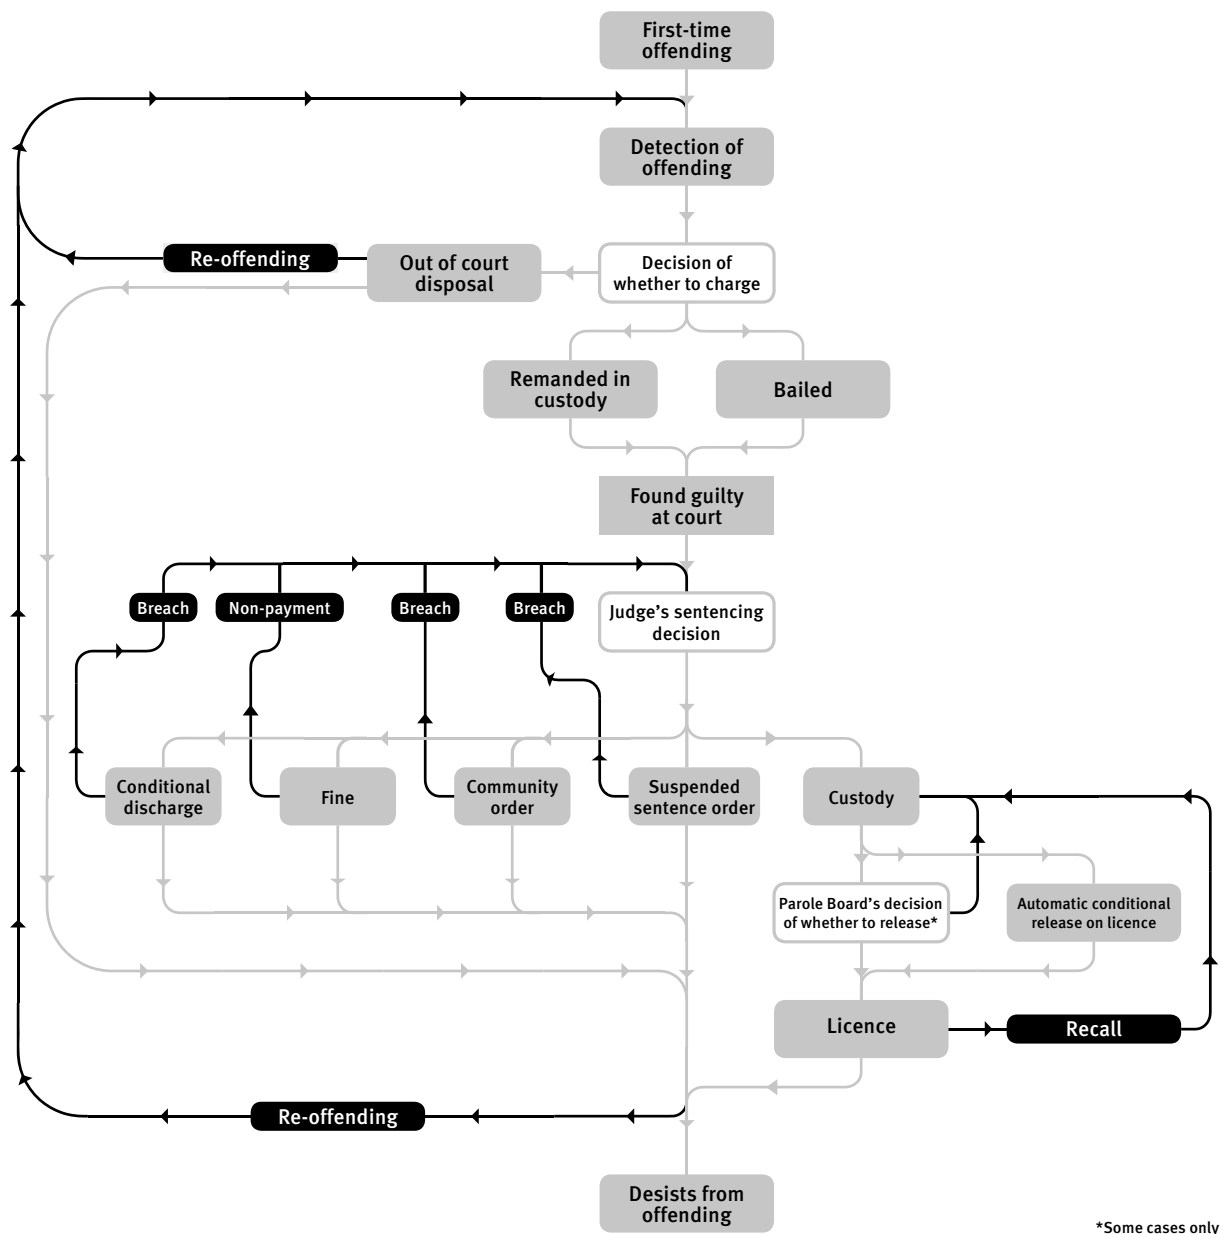 First-time
offending
Detection of
offending
Re-offending
Out of court
disposal
Decision of
whether to charge
Remanded in
custody
Bailed
Found guilty
at court
Breach
Non-payment
Breach
Breach
Judge's sentencing
decision
Conditional
discharge
Fine
Community
order
Suspended
sentence order
Custody
Parole Board's decision
of whether to release*
Automatic conditional
release on licence
Licence
Recall
Re-offending
Desists from
offending
*Some cases only